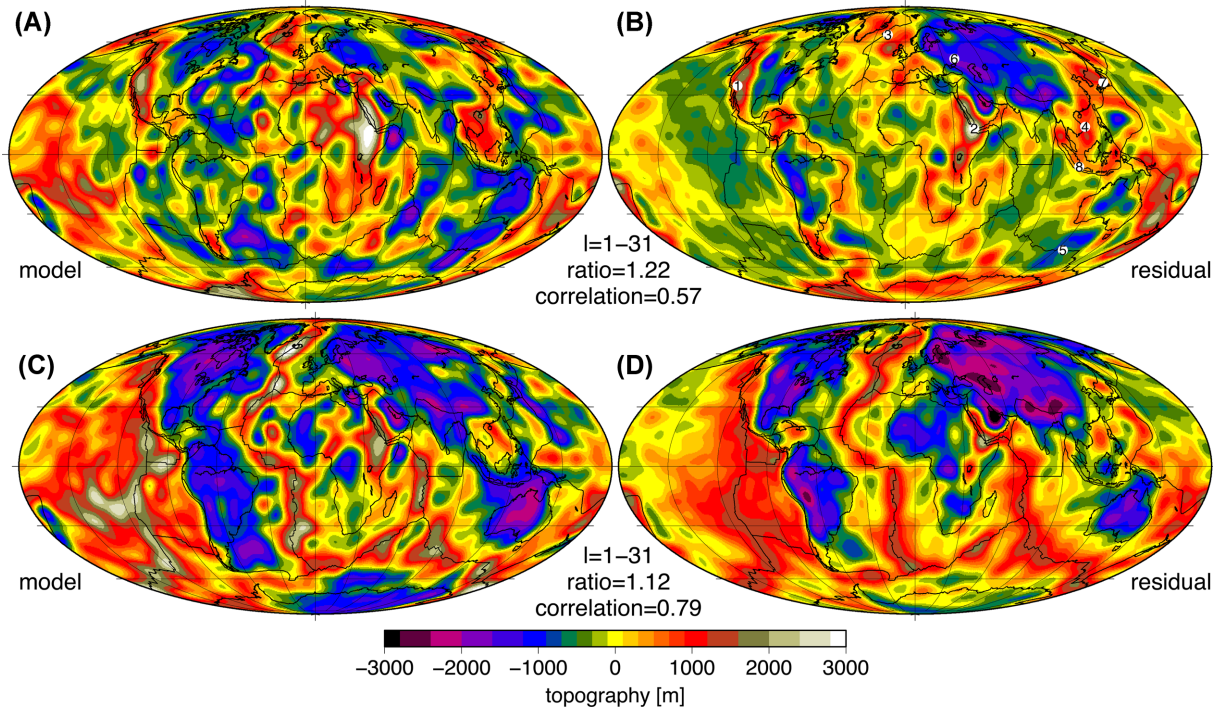 (A)
(B)
3
6
1
7
2
4
8
5
model
l=1–31
ratio=1.22
correlation=0.57
residual
(C)
(D)
model
l=1–31
ratio=1.12
correlation=0.79
residual
−3000 −2000 −1000 0 1000 2000 3000
topography [m]